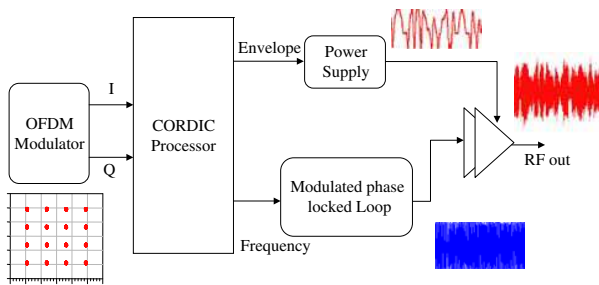 Envelope
Power
Supply
I
OFDM
Modulator
CORDIC
Processor
Q
RF out
Modulated phase
locked Loop
Frequency